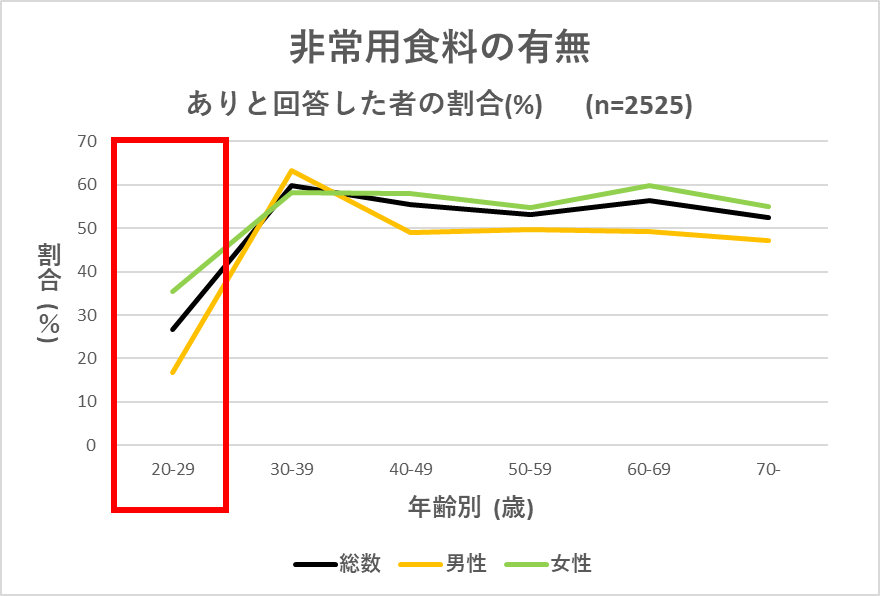 非常用食料の有無
ありと回答した者の割合(%) (n=2525)
割合(%)
70
60
50
40
30
20
10
0
20-29 30-39 40-49 50-59 60-69 70-
年齢別 (歳)
総数 男性 女性